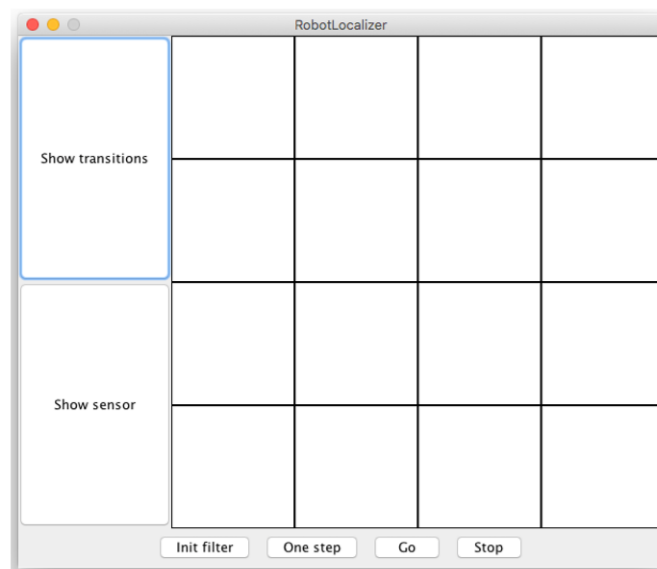 RobotLocalizer
Show transitions
Show sensor
Init filter One step Go Stop